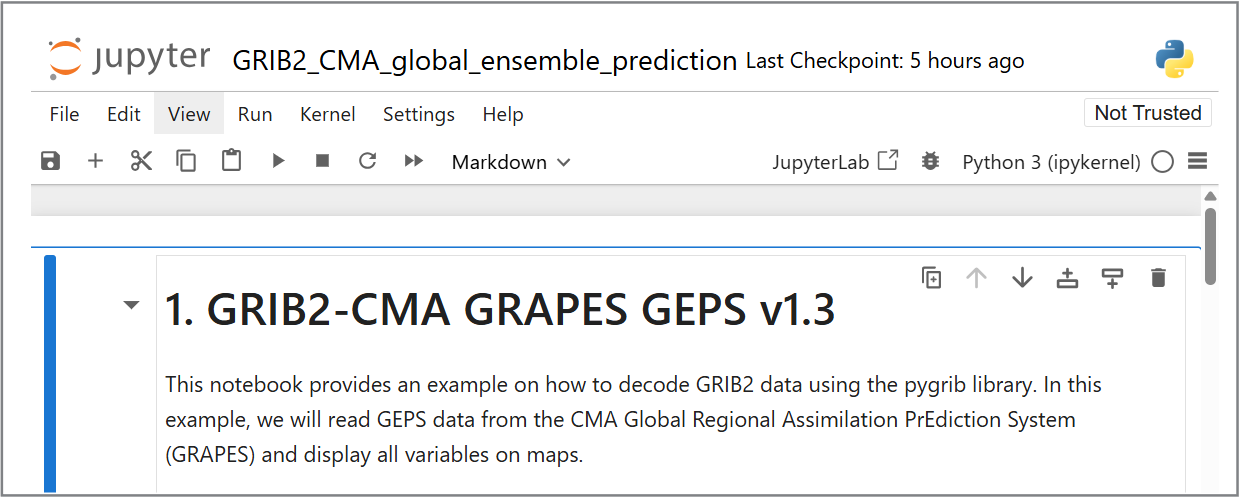 jupyter GRIB2_CMA_global_ensemble_prediction Last Checkpoint: 5 hours ago
File Edit View Run Kernel Settings Help Not Trusted
Markdown JupyterLab Python 3 (ipykernel)
1. GRIB2-CMA GRAPES GEPS v1.3
This notebook provides an example on how to decode GRIB2 data using the pygrib library. In this
example, we will read GEPS data from the CMA Global Regional Assimilation PrEdiction System
(GRAPES) and display all variables on maps.